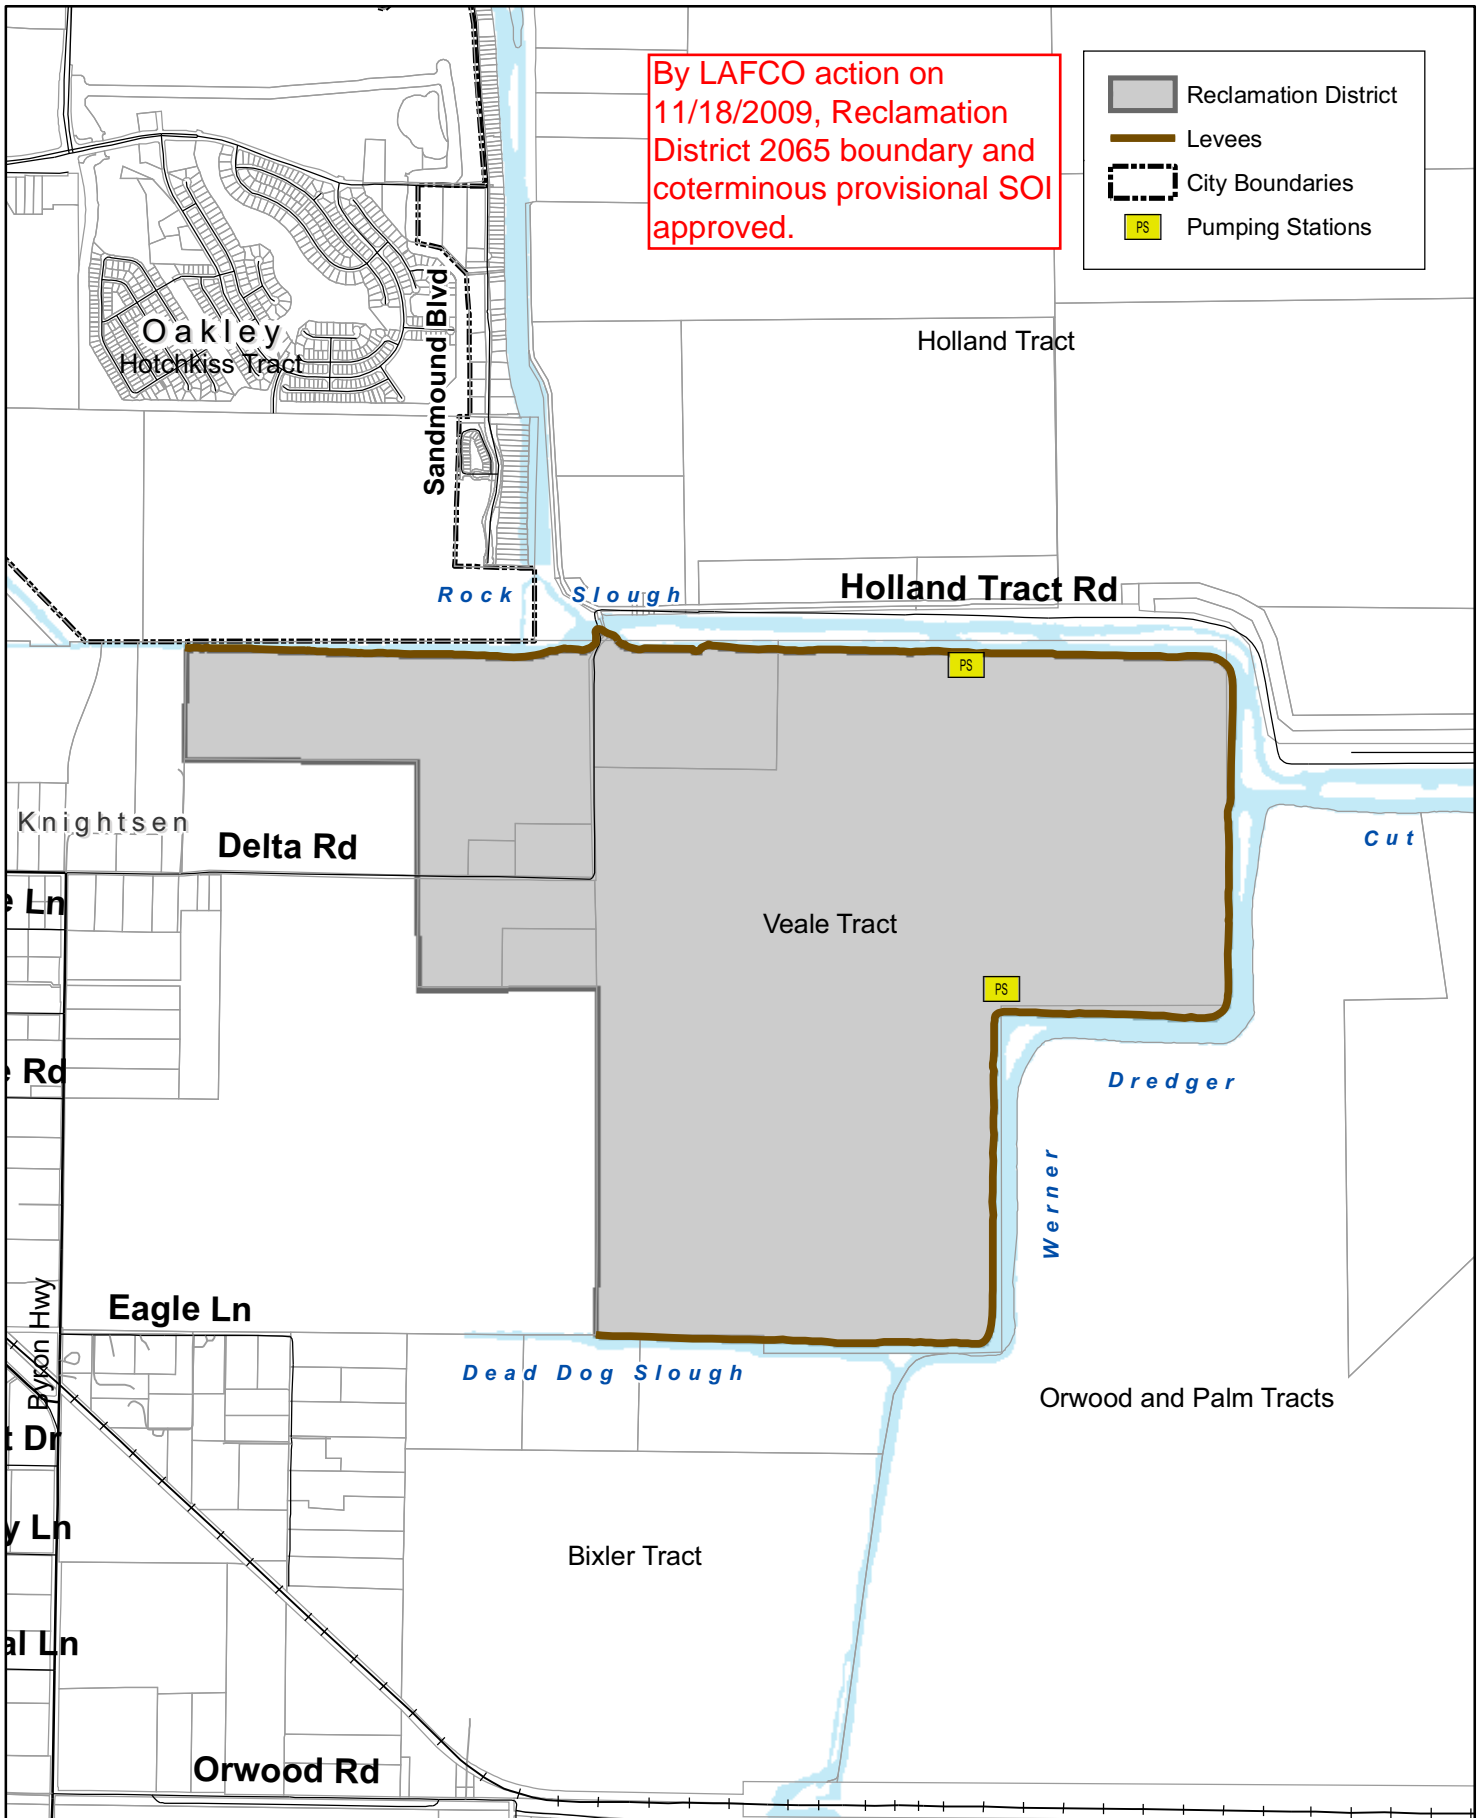 By LAFCO action on
11/18/2009, Reclamation
District 2065 boundary and
coterminous provisional SOI
approved.
Reclamation District
Levees
City Boundaries
PS
Pumping Stations
Oakley
Hotchkiss Tract
Sandmound Blvd
Holland Tract
Rock Slough
Holland Tract Rd
PS
Knightsen
Delta Rd
Cut
Ln
Veale Tract
PS
Rd
Dredger
Werner
Eagle Ln
Byron Hwy
Dead Dog Slough
Orwood and Palm Tracts
Dr
Ln
Bixler Tract
Ln
Orwood Rd